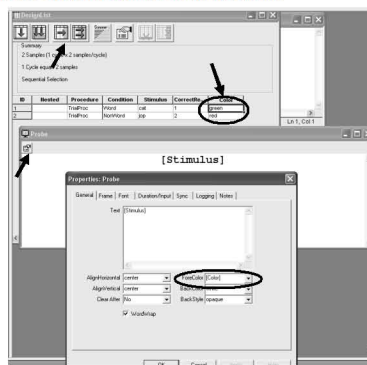 DesignList
Summary
2 Samples (1 cycle x 2 samples/cycle)
1 Cycle equals 2 samples
Sequential Selection
ID Nested Procedure Condition Stimulus CorrectRe... Color
1 TrialProc Word cat 1 green
2 TrialProc NonWord jop 2 red
Ln 1, Col 1
Probe
[Stimulus]
Properties: Probe
General Frame Font Duration/Input Sync Logging Notes
Text [Stimulus]
AlignHorizontal center ForeColor [Color]
AlignVertical center BackColor
Clear After No BackStyle opaque
WordWrap
OK Cancel